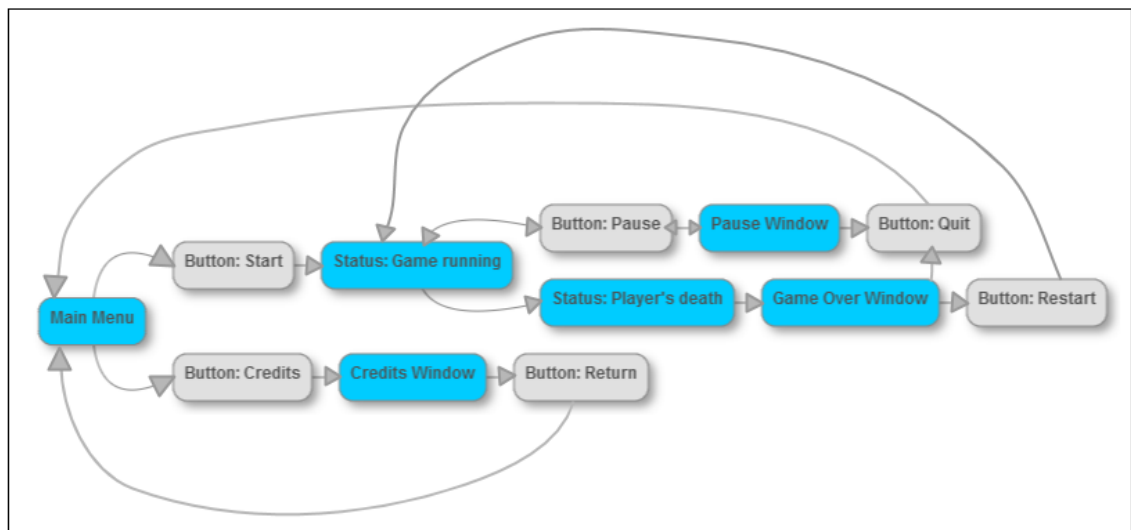 Button: Pause
Pause Window
Button: Quit
Button: Start
Status: Game running
Status: Player's death
Game Over Window
Button: Restart
Main Menu
Button: Credits
Credits Window
Button: Return